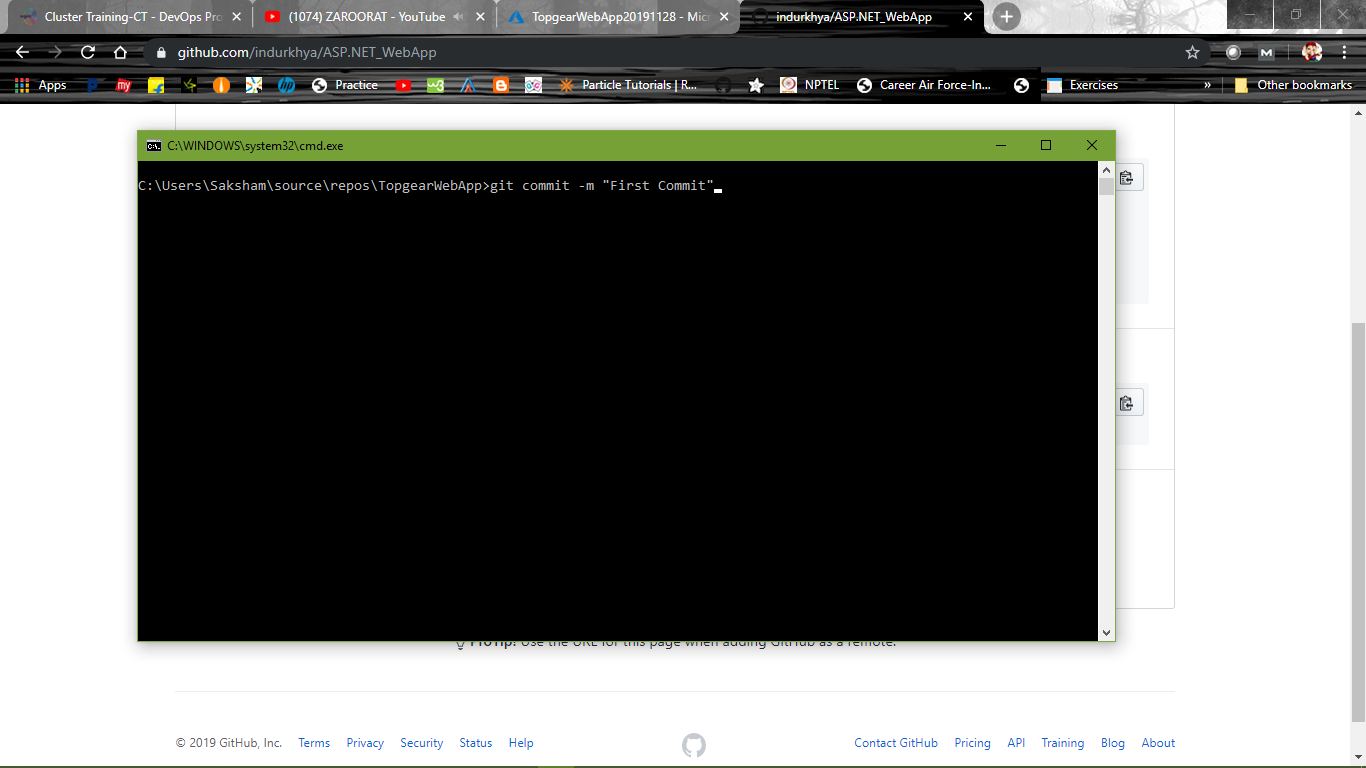 Cluster Training-CT - DevOps Pro
(1074) ZAROORAT - YouTube
TopgearWebApp20191128 - Mic
indurkhya/ASP.NET_WebApp
github.com/indurkhya/ASP.NET_WebApp
Apps
Practice
Particle Tutorials | R...
NPTEL
Career Air Force-In...
Exercises
»
Other bookmarks
C:\WINDOWS\system32\cmd.exe
C:\Users\Saksham\source\repos\TopgearWebApp>git commit -m "First Commit"
ProTip! Use the URL for this page when adding GitHub as a remote.
© 2019 GitHub, Inc. Terms Privacy Security Status Help Contact GitHub Pricing API Training Blog About